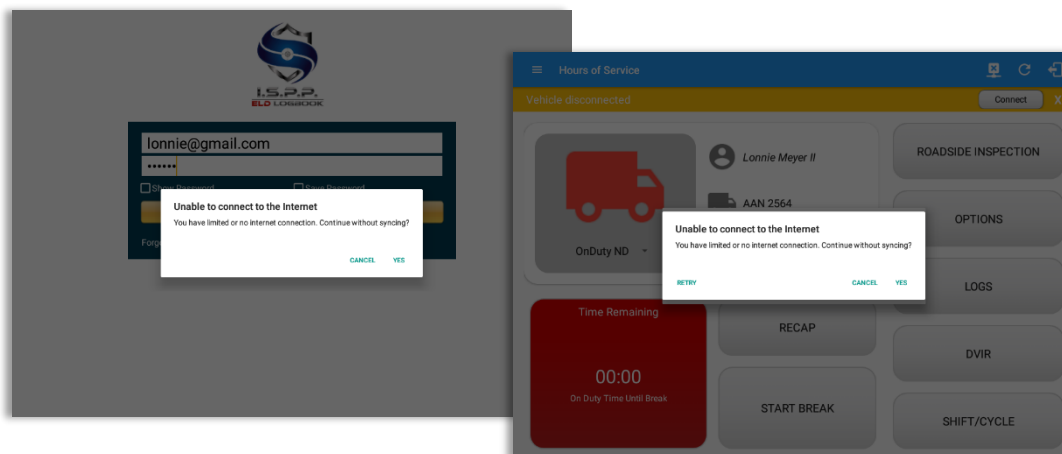 I.S.P.P.
ELD LOGBOOK
lonnie@gmail.com
••••••
Show Password
Save Password
Unable to connect to the Internet
You have limited or no internet connection. Continue without syncing?
CANCEL
YES
Hours of Service
Vehicle disconnected
Connect
X
Lonnie Meyer II
AAN 2564
OnDuty ND
ROADSIDE INSPECTION
OPTIONS
Unable to connect to the Internet
You have limited or no internet connection. Continue without syncing?
RETRY
CANCEL
YES
LOGS
Time Remaining
00:00
On Duty Time Until Break
RECAP
START BREAK
DVIR
SHIFT/CYCLE